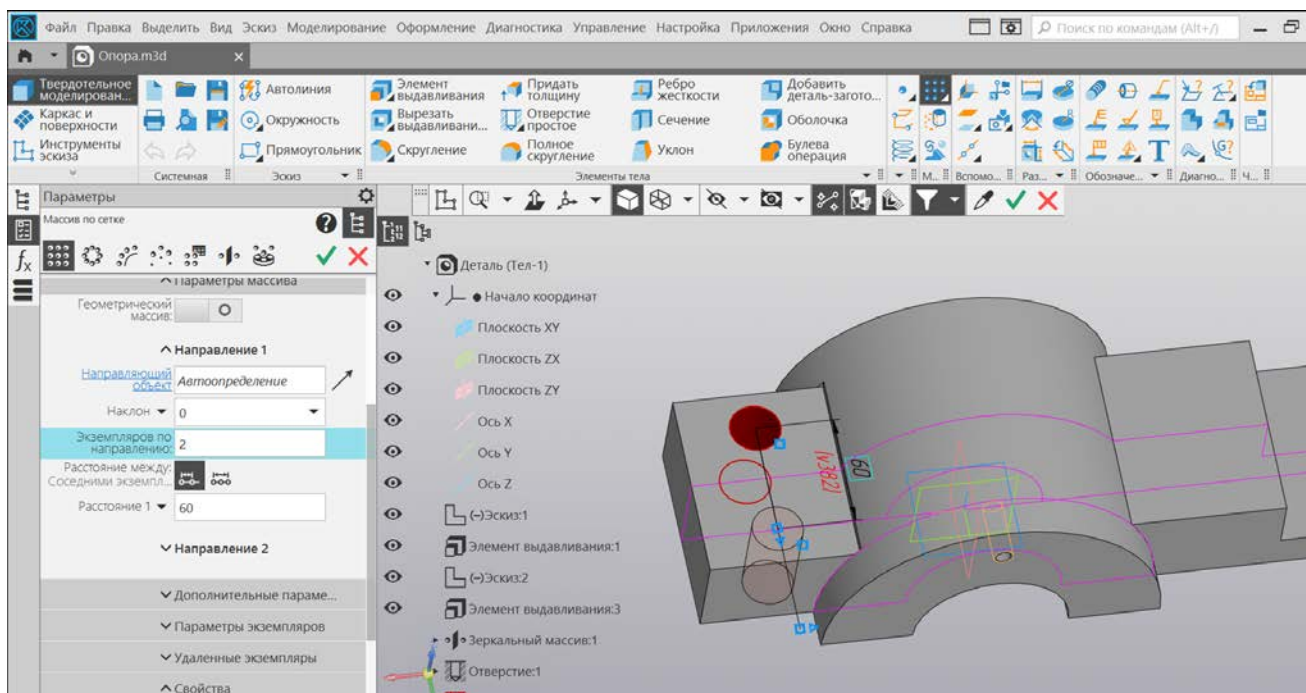 Файл Правка Выделить Вид Эскиз Моделирование Оформление Диагностика Управление Настройка Приложения Окно Справка
Поиск по командам (Alt+/)
Опора.m3d
Твердотельное моделирован...
Каркас и поверхности
Инструменты эскиза
Системная
Автолиния
Окружность
Прямоугольник
Эскиз
Элемент выдавливания
Вырезать выдавливани...
Скругление
Придать толщину
Отверстие простое
Полное скругление
Ребро жесткости
Сечение
Уклон
Добавить деталь-загото...
Оболочка
Булева операция
Элементы тела
М...
Вспомо...
Раз...
Обозначе...
Диагно...
Ч...
Параметры
Массив по сетке
Параметры массива
Геометрический массив:
Направление 1
Направляющий объект
Автоопределение
Наклон
0
Экземпляров по направлению:
2
Расстояние между:
Соседними экземпл...
Расстояние 1
60
Направление 2
Дополнительные параме...
Параметры экземпляров
Удаленные экземпляры
Свойства
Деталь (Тел-1)
Начало координат
Плоскость XY
Плоскость ZX
Плоскость ZY
Ось X
Ось Y
Ось Z
(-)Эскиз:1
Элемент выдавливания:1
(-)Эскиз:2
Элемент выдавливания:3
Зеркальный массив:1
Отверстие:1
(v382)
60